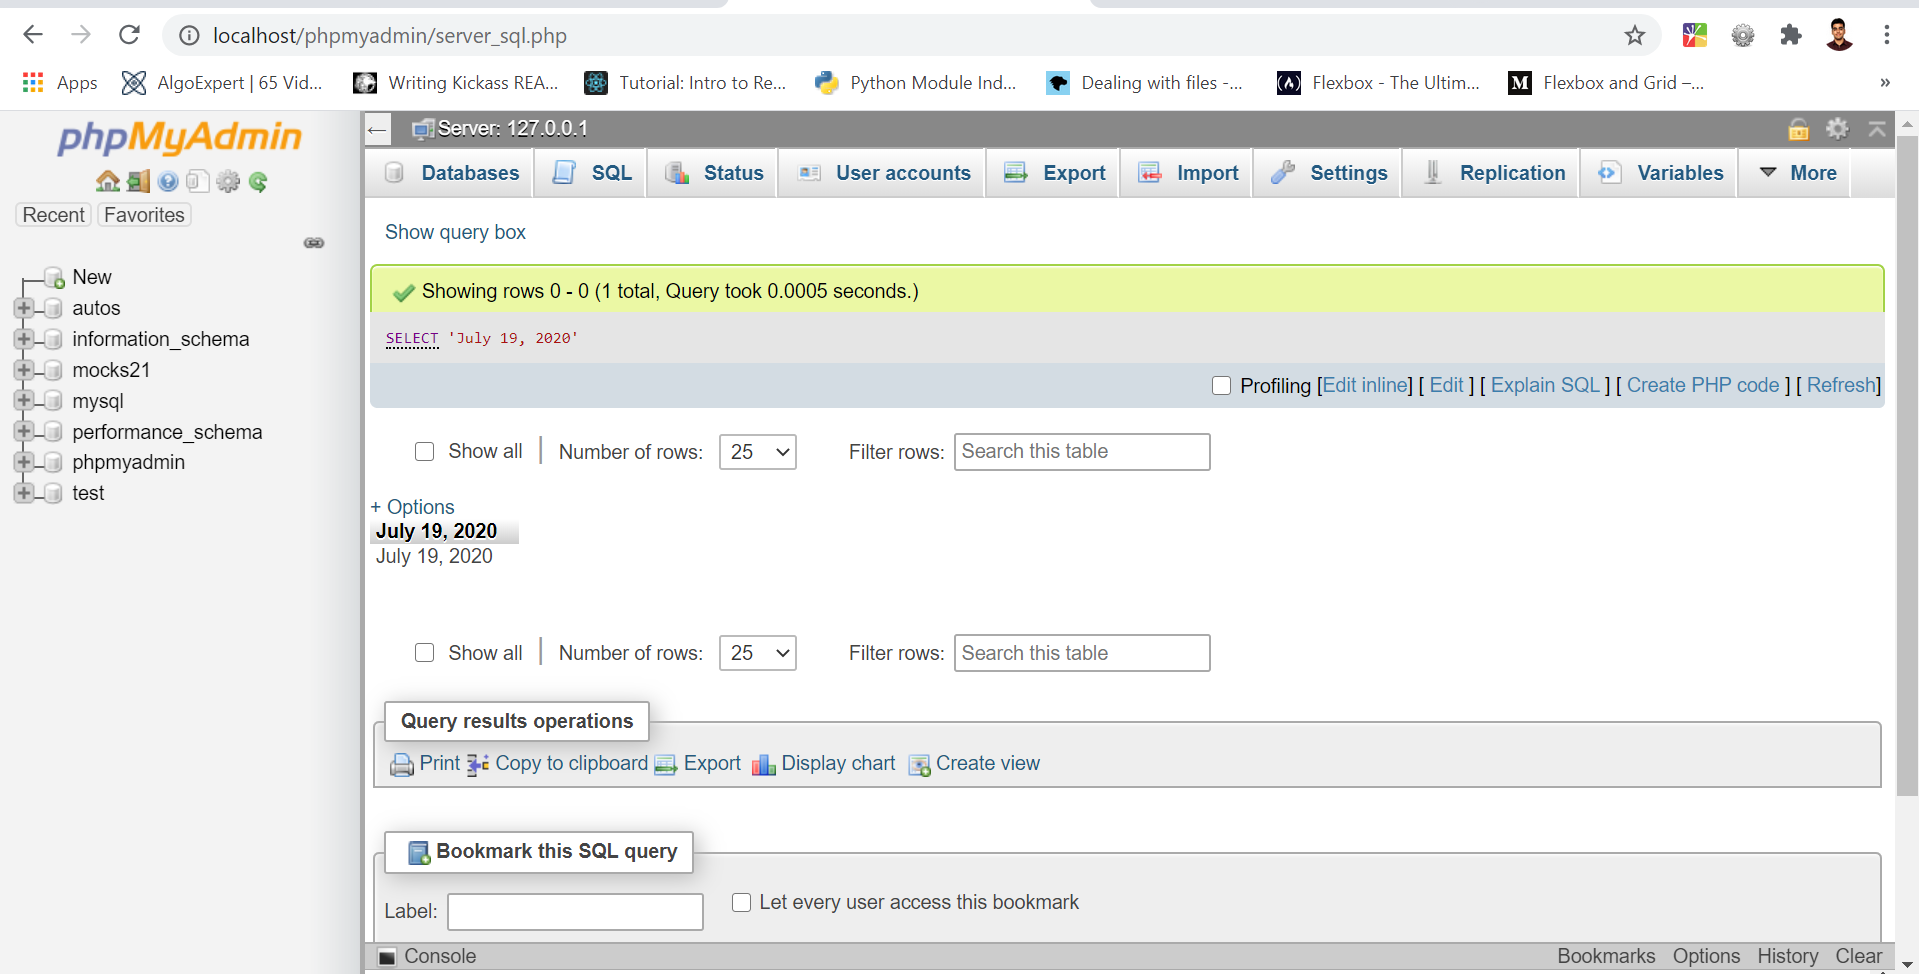 localhost/phpmyadmin/server_sql.php
Apps AlgoExpert | 65 Vid... Writing Kickass REA... Tutorial: Intro to Re... Python Module Ind... Dealing with files -... Flexbox - The Ultim... M Flexbox and Grid –... »
phpMyAdmin
Recent Favorites
New
autos
information_schema
mocks21
mysql
performance_schema
phpmyadmin
test
Server: 127.0.0.1
Databases SQL Status User accounts Export Import Settings Replication Variables More
Show query box
Showing rows 0 - 0 (1 total, Query took 0.0005 seconds.)
SELECT 'July 19, 2020'
Profiling [Edit inline] [ Edit ] [ Explain SQL ] [ Create PHP code ] [ Refresh]
Show all Number of rows: 25 Filter rows: Search this table
+ Options
July 19, 2020
July 19, 2020
Show all Number of rows: 25 Filter rows: Search this table
Query results operations
Print Copy to clipboard Export Display chart Create view
Bookmark this SQL query
Label: Let every user access this bookmark
Console Bookmarks Options History Clear